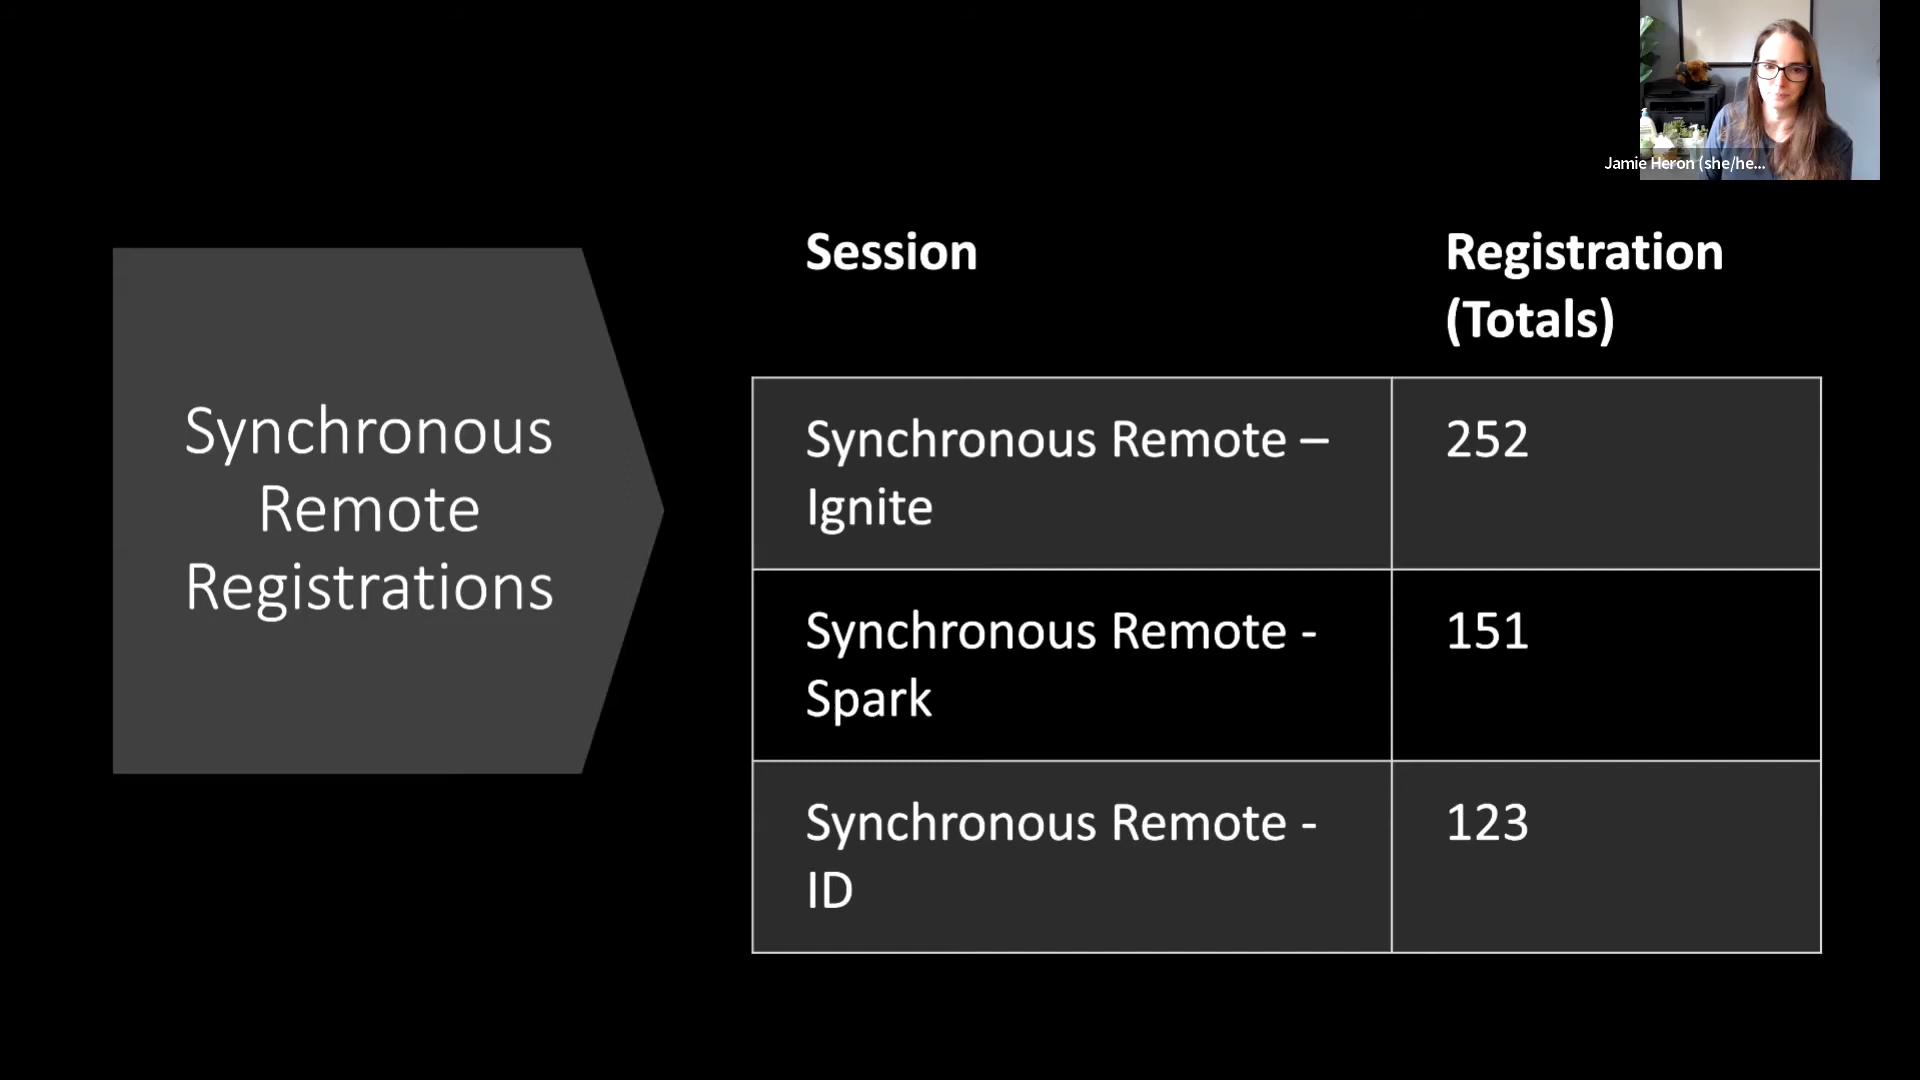 Jamie Heron (she/he...
Synchronous
Remote
Registrations
Session
Registration
(Totals)
Synchronous Remote –
Ignite
252
Synchronous Remote -
Spark
151
Synchronous Remote -
ID
123